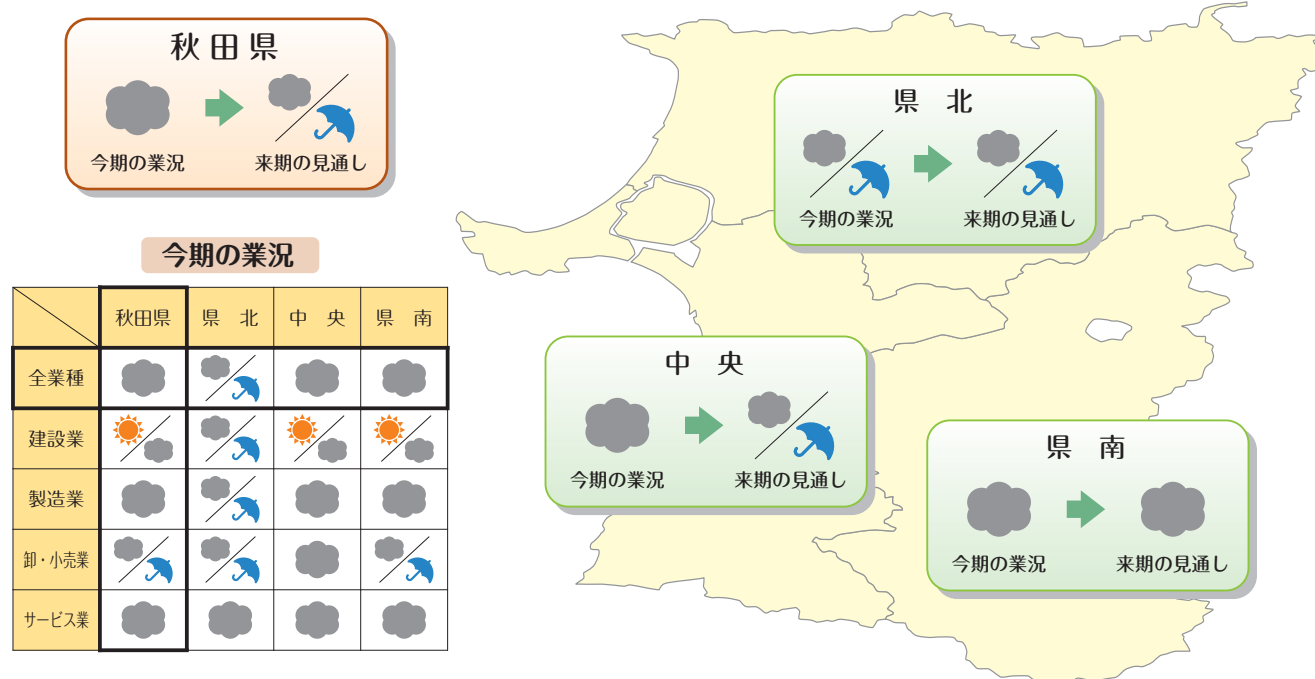 秋田県
今期の業況
来期の見通し
県 北
今期の業況
来期の見通し
今期の業況
秋田県 県 北 中 央 県 南
全業種
建設業
製造業
卸・小売業
サービス業
中 央
今期の業況
来期の見通し
県 南
今期の業況
来期の見通し